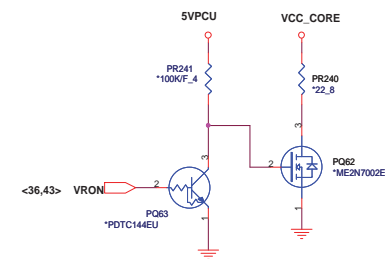 5VPCU
VCC_CORE
PR241
*100K/F_4
PR240
*22_8
3
3
2
PQ62
*ME2N7002E
<36,43> VRON
2
PQ63
*PDTC144EU
1
1